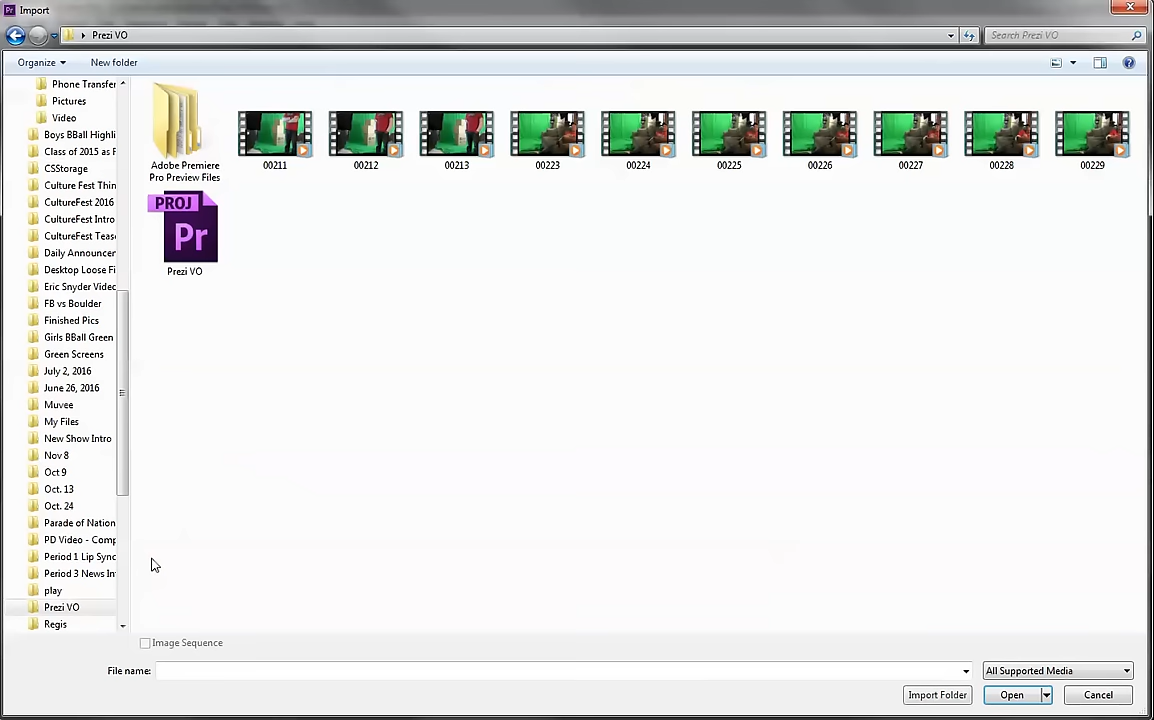 Pr Import
Prezi VO
Search Prezi VO
Organize
New folder
Phone Transfer
Pictures
Video
Boys BBall Highli
Class of 2015 as F
CSStorage
Culture Fest Thin
CultureFest 2016
CultureFest Intro
CultureFest Teas
Daily Announcer
Desktop Loose Fi
Eric Snyder Video
FB vs Boulder
Finished Pics
Girls BBall Green
Green Screens
July 2, 2016
June 26, 2016
Muvee
My Files
New Show Intro
Nov 8
Oct 9
Oct. 13
Oct. 24
Parade of Nation
PD Video - Comp
Period 1 Lip Sync
Period 3 News In
play
Prezi VO
Regis
Adobe Premiere
Pro Preview Files
00211
00212
00213
00223
00224
00225
00226
00227
00228
00229
PROJ
Pr
Prezi VO
Image Sequence
File name:
All Supported Media
Import Folder
Open
Cancel